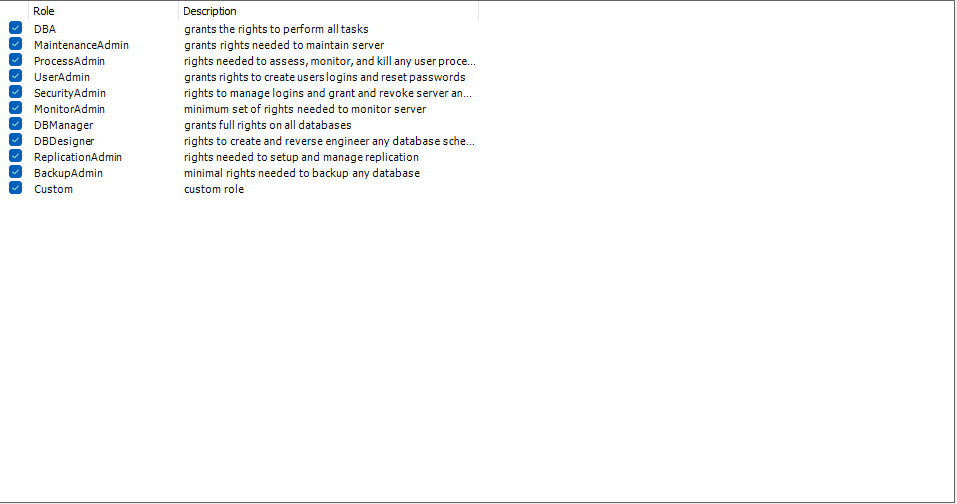 Role Description
DBA grants the rights to perform all tasks
MaintenanceAdmin grants rights needed to maintain server
ProcessAdmin rights needed to assess, monitor, and kill any user proce...
UserAdmin grants rights to create users logins and reset passwords
SecurityAdmin rights to manage logins and grant and revoke server an...
MonitorAdmin minimum set of rights needed to monitor server
DBManager grants full rights on all databases
DBDesigner rights to create and reverse engineer any database sche...
ReplicationAdmin rights needed to setup and manage replication
BackupAdmin minimal rights needed to backup any database
Custom custom role